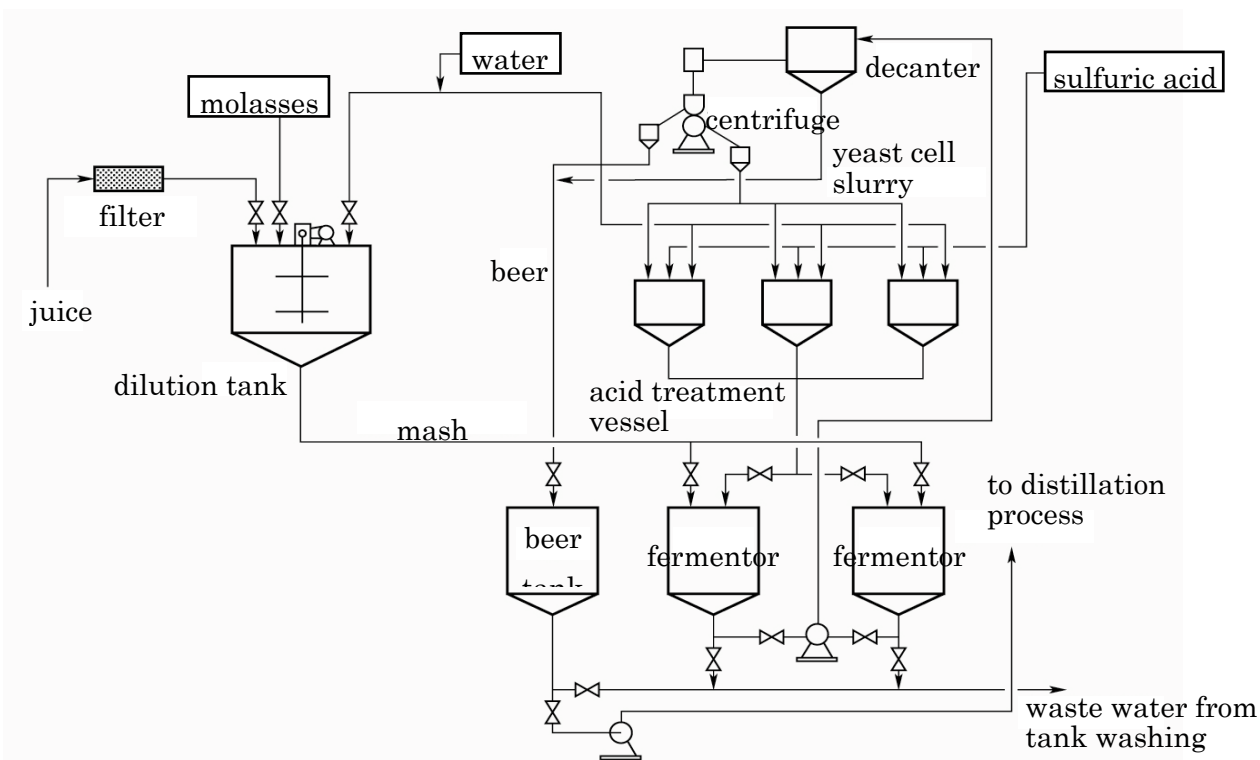 water
decanter
sulfuric acid
molasses
centrifuge
yeast cell
slurry
filter
beer
juice
dilution tank
acid treatment
vessel
mash
to distillation
process
beer
tank
fermentor
fermentor
waste water from
tank washing